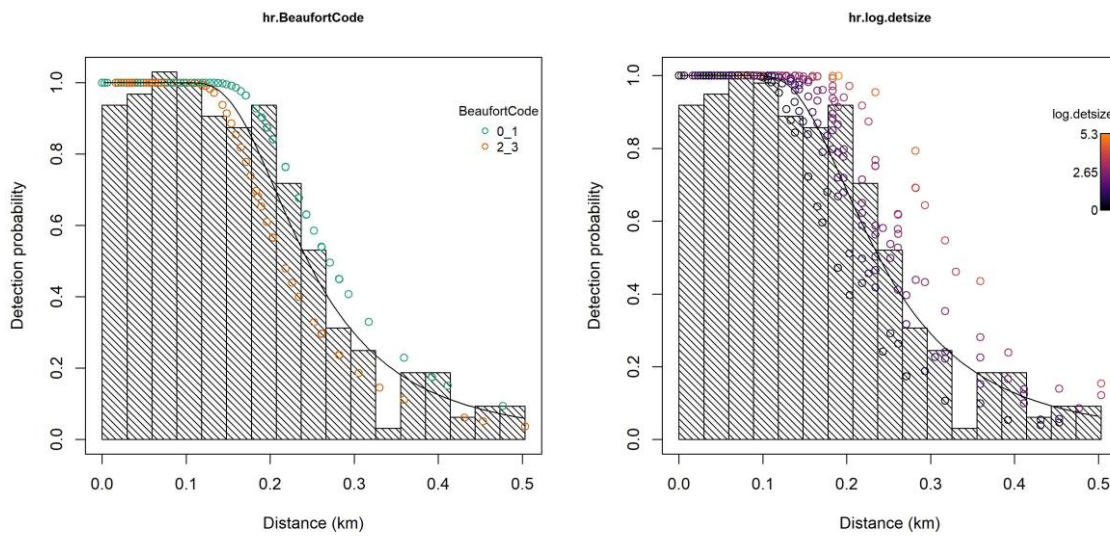 hr.BeaufortCode
Detection probability
1.0
0.8
0.6
0.4
0.2
0.0
BeaufortCode
0_1
2_3
0.0 0.1 0.2 0.3 0.4 0.5
Distance (km)
hr.log.detsize
Detection probability
1.0
0.8
0.6
0.4
0.2
0.0
log.detsize
5.3
2.65
0
0.0 0.1 0.2 0.3 0.4 0.5
Distance (km)